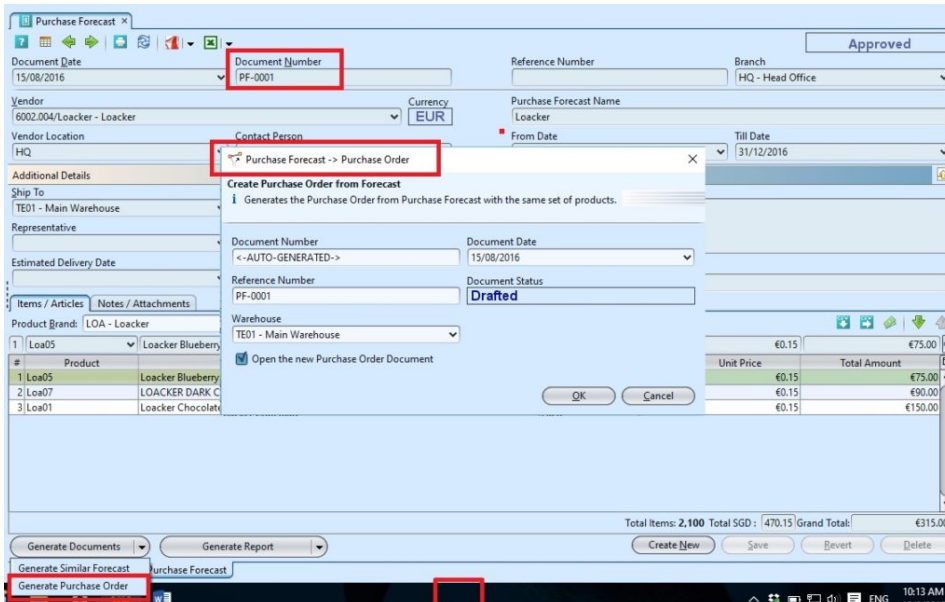 Purchase Forecast ×
Approved
Document Date
Document Number
Reference Number
Branch
15/08/2016
PF-0001
HQ - Head Office
Vendor
Currency
Purchase Forecast Name
6002.004/Loacker - Loacker
EUR
Loacker
Vendor Location
Contact Person
From Date
Till Date
HQ
31/12/2016
Additional Details
Ship To
TE01 - Main Warehouse
Representative
Estimated Delivery Date
Purchase Forecast -> Purchase Order
Create Purchase Order from Forecast
i Generates the Purchase Order from Purchase Forecast with the same set of products.
Document Number
Document Date
<-AUTO-GENERATED->
15/08/2016
Reference Number
Document Status
PF-0001
Drafted
Warehouse
TE01 - Main Warehouse
Open the new Purchase Order Document
OK
Cancel
Items / Articles
Notes / Attachments
Product Brand: LOA - Loacker
1 Loa05 Loacker Blueberry €0.15 €75.00
# Product Unit Price Total Amount
1 Loa05 Loacker Blueberry €0.15 €75.00
2 Loa07 LOACKER DARK C €0.15 €90.00
3 Loa01 Loacker Chocolate €0.15 €150.00
Total Items: 2,100 Total SGD : 470.15 Grand Total: €315.00
Generate Documents
Generate Report
Create New
Save
Revert
Delete
Generate Similar Forecast
urchase Forecast
Generate Purchase Order
ENG
10:13 AM